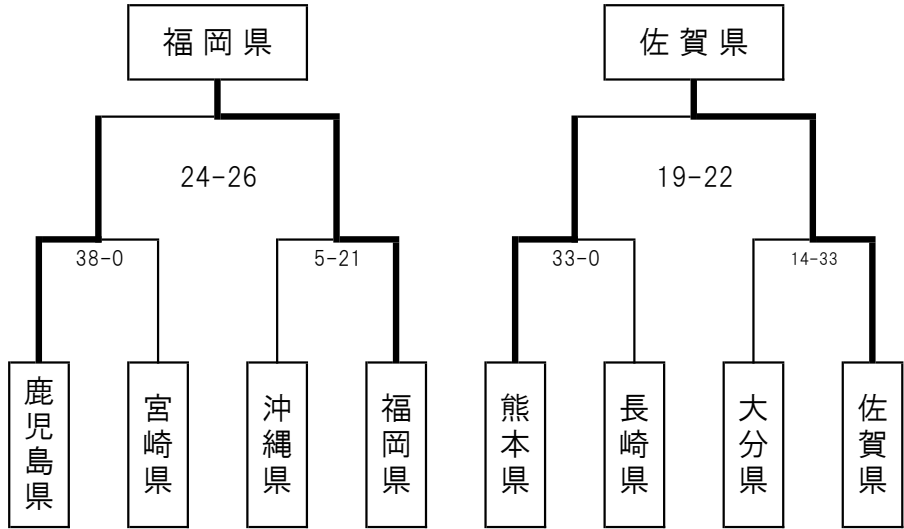 福岡県
佐賀県
24-26
19-22
38-0
5-21
33-0
14-33
鹿児島県
宮崎県
沖縄県
福岡県
熊本県
長崎県
大分県
佐賀県